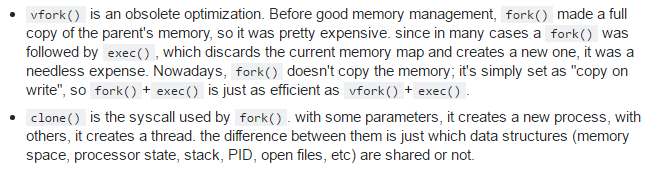 • vfork() is an obsolete optimization. Before good memory management, fork() made a full
copy of the parent's memory, so it was pretty expensive. since in many cases a fork() was
followed by exec() , which discards the current memory map and creates a new one, it was a
needless expense. Nowadays, fork() doesn't copy the memory; it's simply set as "copy on
write", so fork() + exec() is just as efficient as vfork() + exec() .
• clone() is the syscall used by fork() . with some parameters, it creates a new process, with
others, it creates a thread. the difference between them is just which data structures (memory
space, processor state, stack, PID, open files, etc) are shared or not.